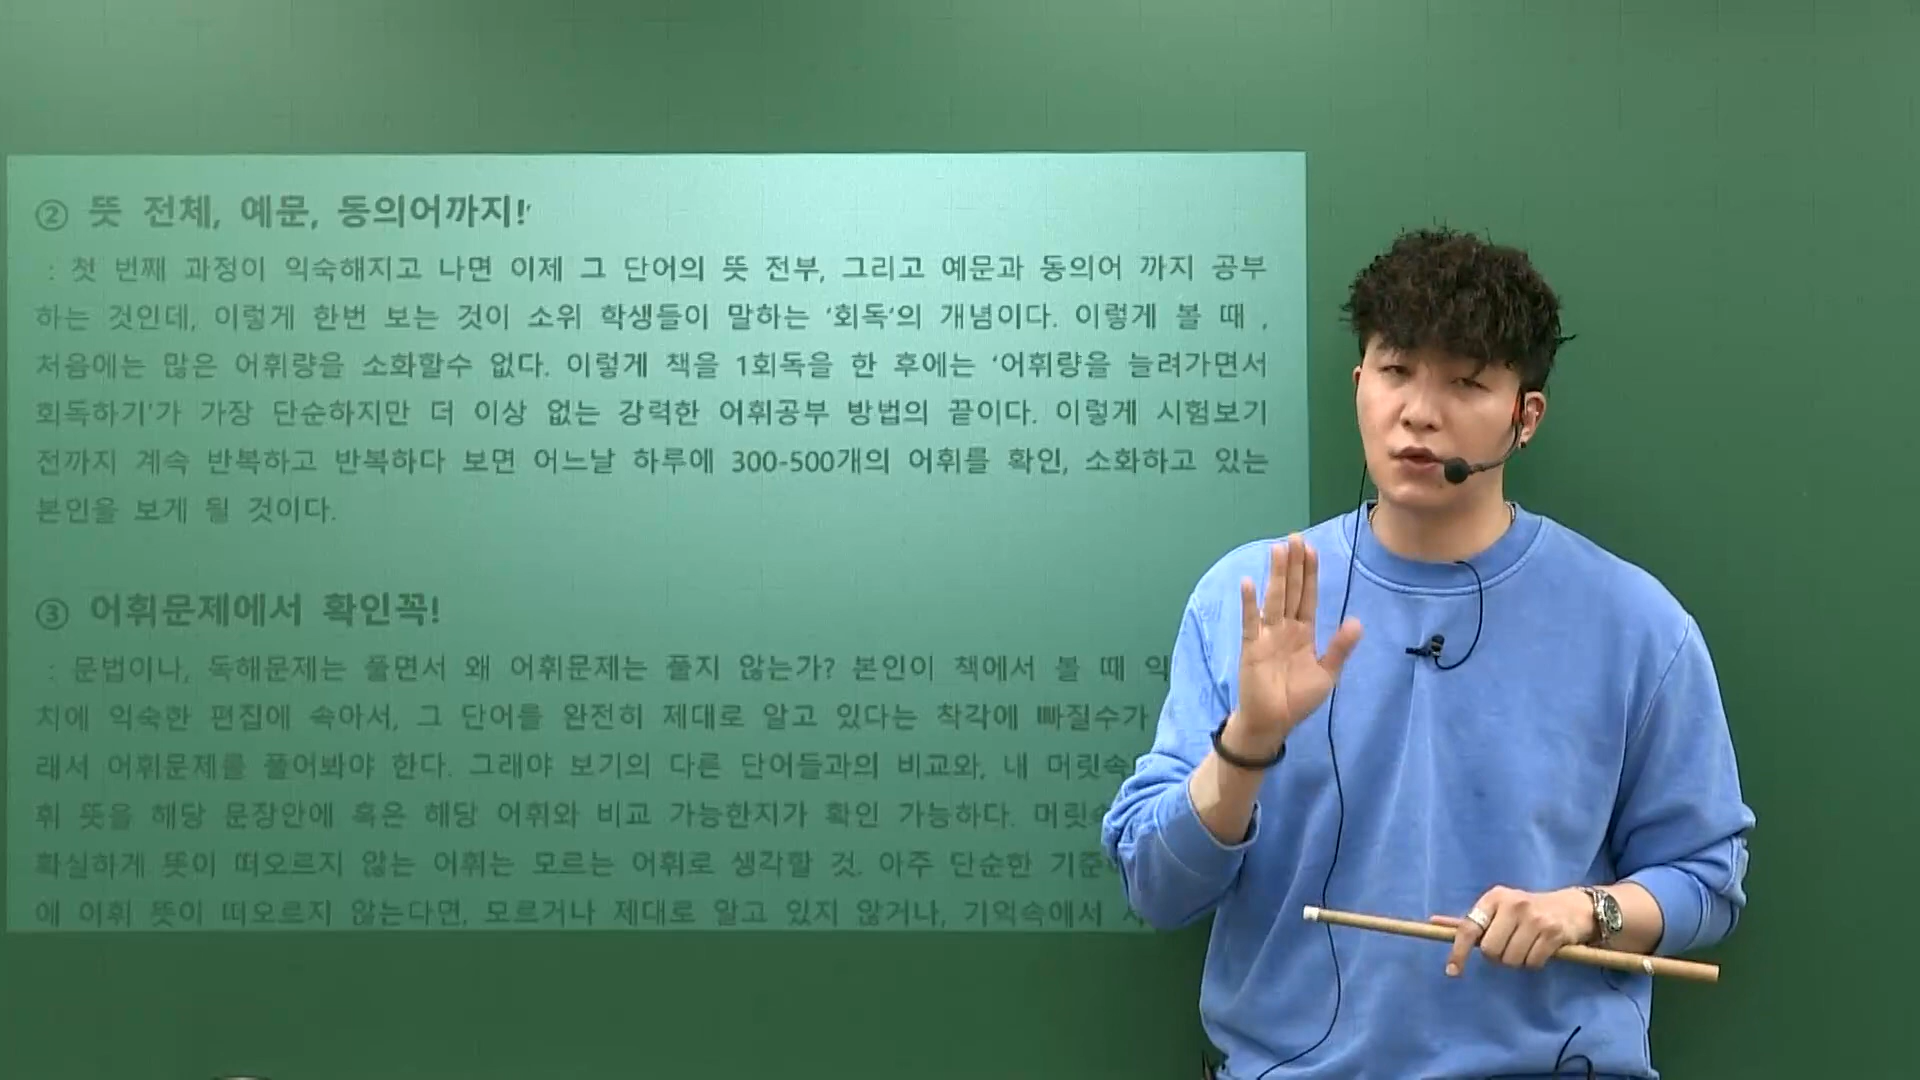 ② 뜻 전체, 예문, 동의어까지!
: 첫 번째 과정이 익숙해지고 나면 이제 그 단어의 뜻 전부, 그리고 예문과 동의어 까지 공부
하는 것인데, 이렇게 한번 보는 것이 소위 학생들이 말하는 '회독'의 개념이다. 이렇게 볼 때 ,
처음에는 많은 어휘량을 소화할수 없다. 이렇게 책을 1회독을 한 후에는 '어휘량을 늘려가면서
회독하기'가 가장 단순하지만 더 이상 없는 강력한 어휘공부 방법의 끝이다. 이렇게 시험보기
전까지 계속 반복하고 반복하다 보면 어느날 하루에 300-500개의 어휘를 확인, 소화하고 있는
본인을 보게 될 것이다.
③ 어휘문제에서 확인꼭!
: 문법이나, 독해문제는 풀면서 왜 어휘문제는 풀지 않는가? 본인이 책에서 볼 때 익
치에 익숙한 편집에 속아서, 그 단어를 완전히 제대로 알고 있다는 착각에 빠질수가
래서 어휘문제를 풀어봐야 한다. 그래야 보기의 다른 단어들과의 비교와, 내 머릿속
휘 뜻을 해당 문장안에 혹은 해당 어휘와 비교 가능한지가 확인 가능하다. 머릿속
확실하게 뜻이 떠오르지 않는 어휘는 모르는 어휘로 생각할 것. 아주 단순한 기준
에 어휘 뜻이 떠오르지 않는다면, 모르거나 제대로 알고 있지 않거나, 기억속에서